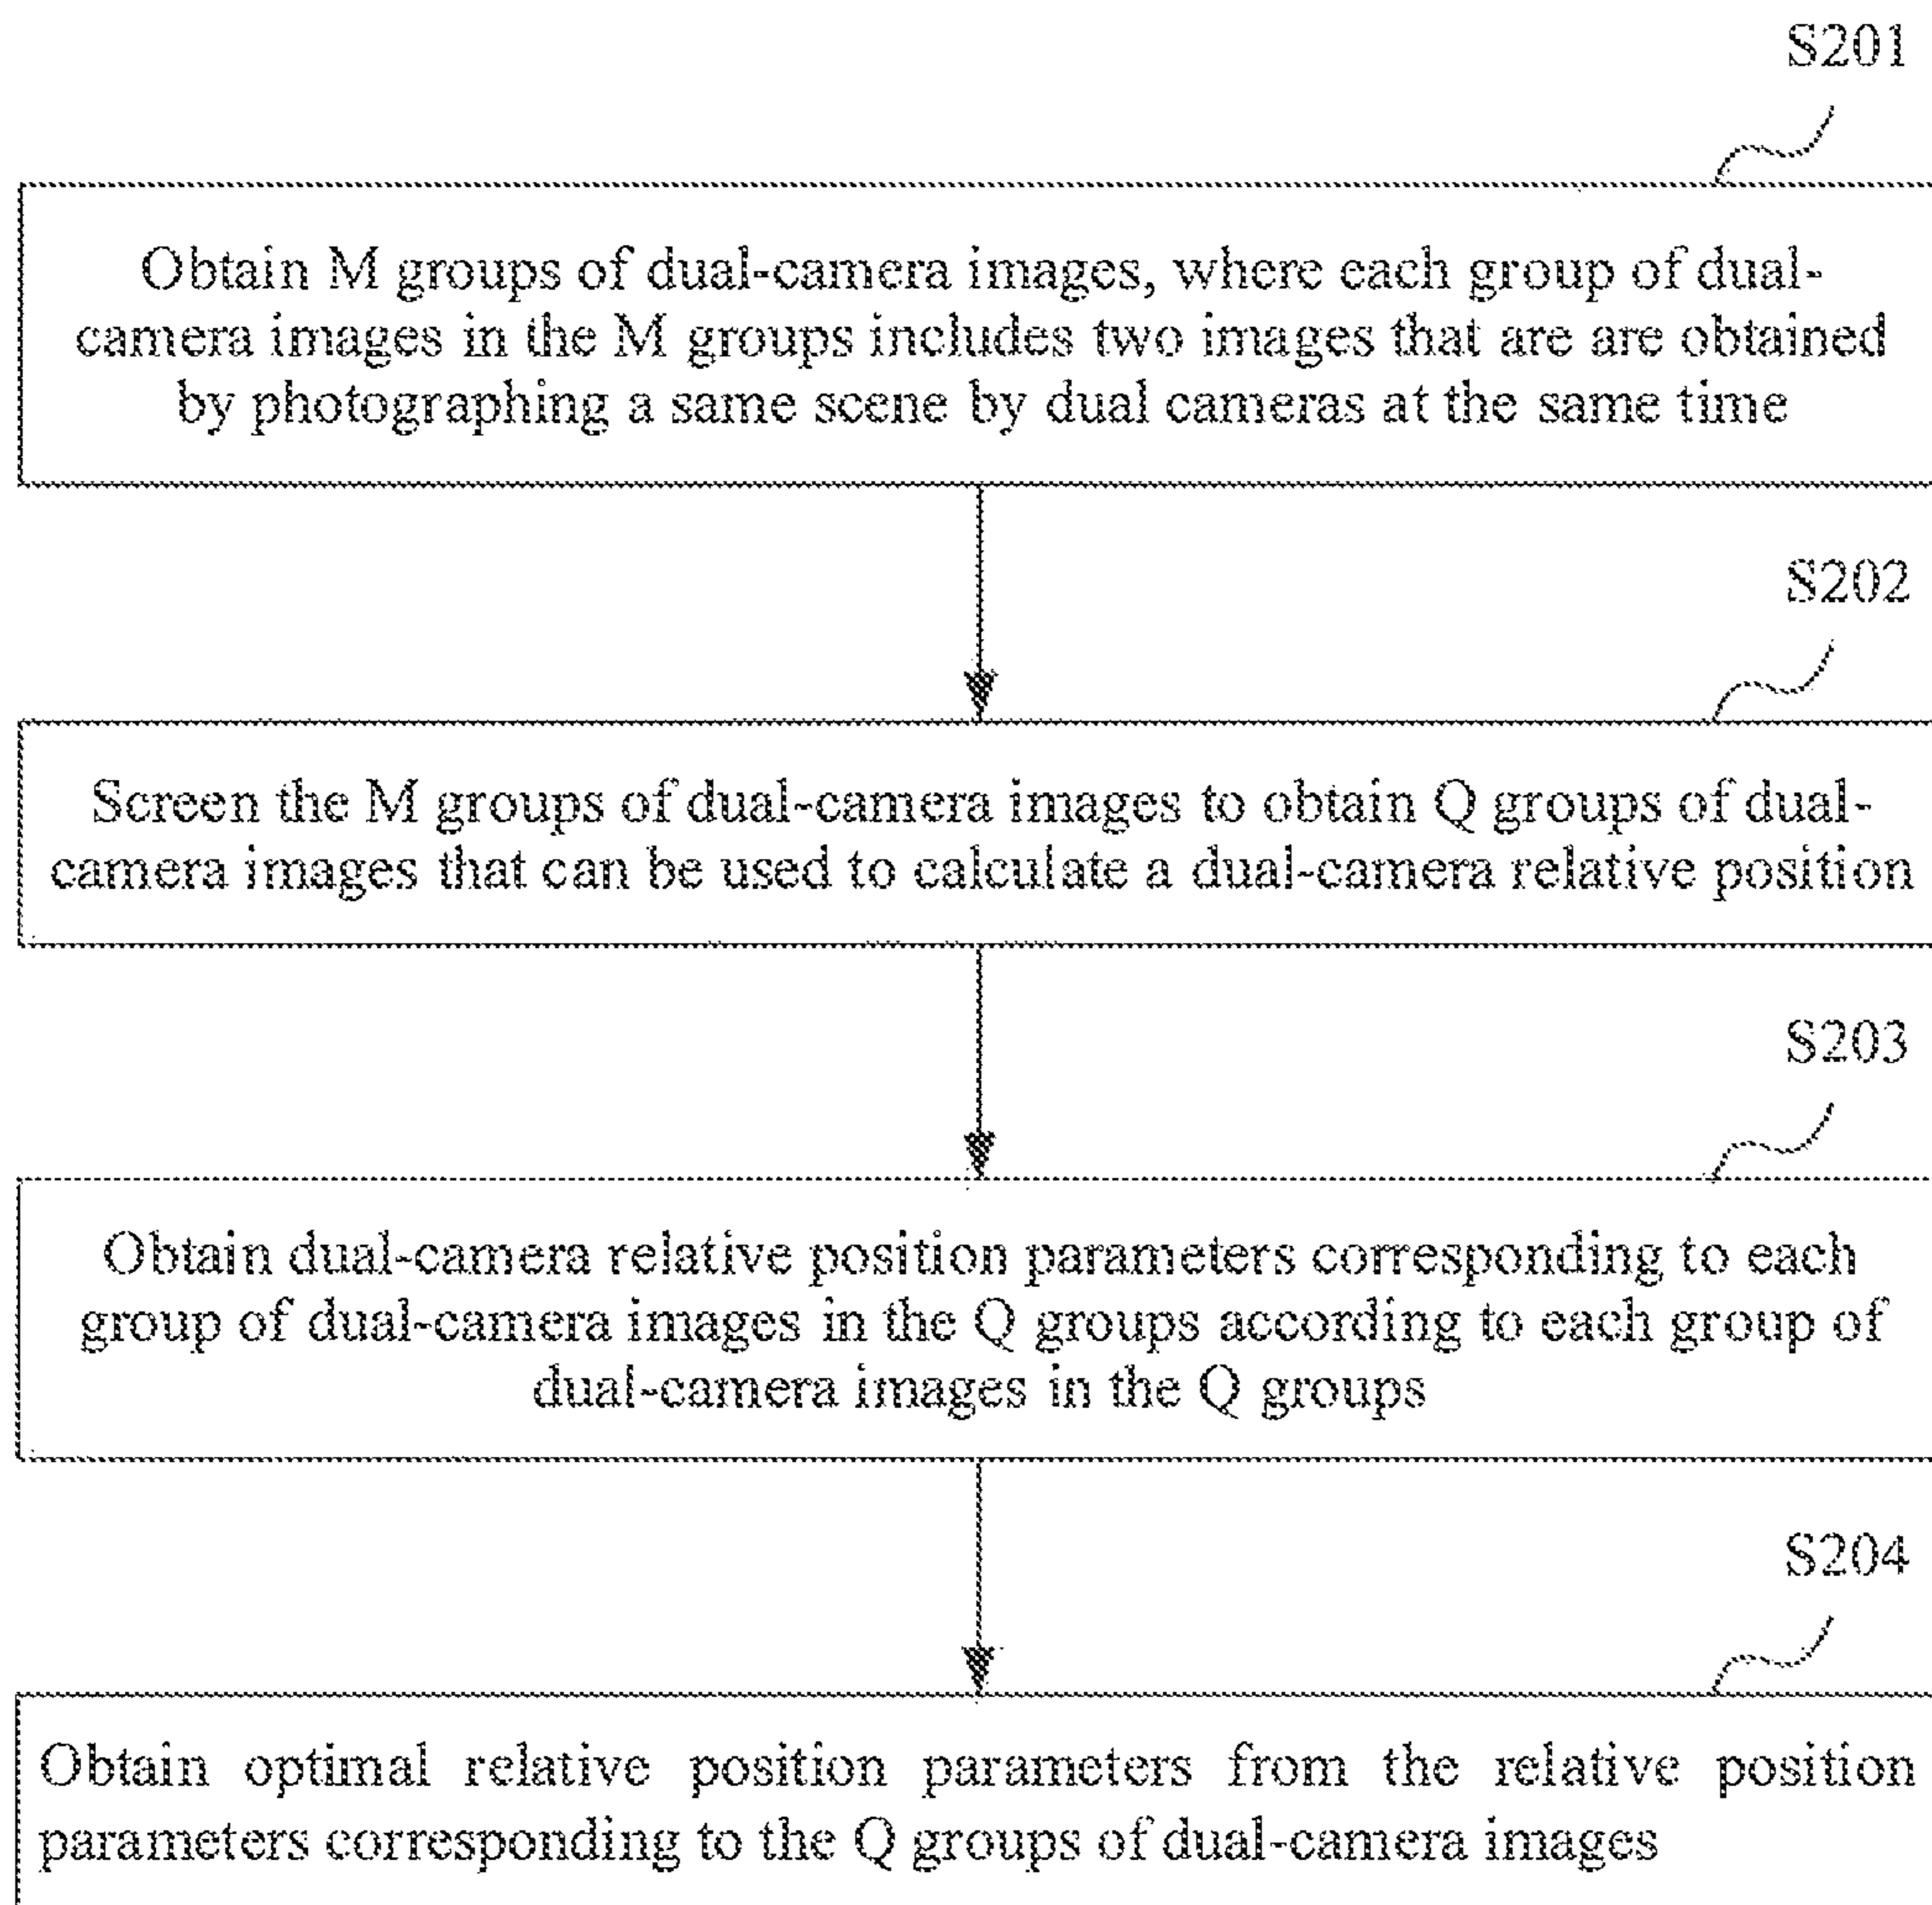 S201
Obtain M groups of dual-camera images, where each group of dual-
camera images in the M groups includes two images that are are obtained
by photographing a same scene by dual cameras at the same time
S202
Screen the M groups of dual-camera images to obtain Q groups of dual-
camera images that can be used to calculate a dual-camera relative position
S203
Obtain dual-camera relative position parameters corresponding to each
group of dual-camera images in the Q groups according to each group of
dual-camera images in the Q groups
S204
Obtain optimal relative position parameters from the relative position
parameters corresponding to the Q groups of dual-camera images